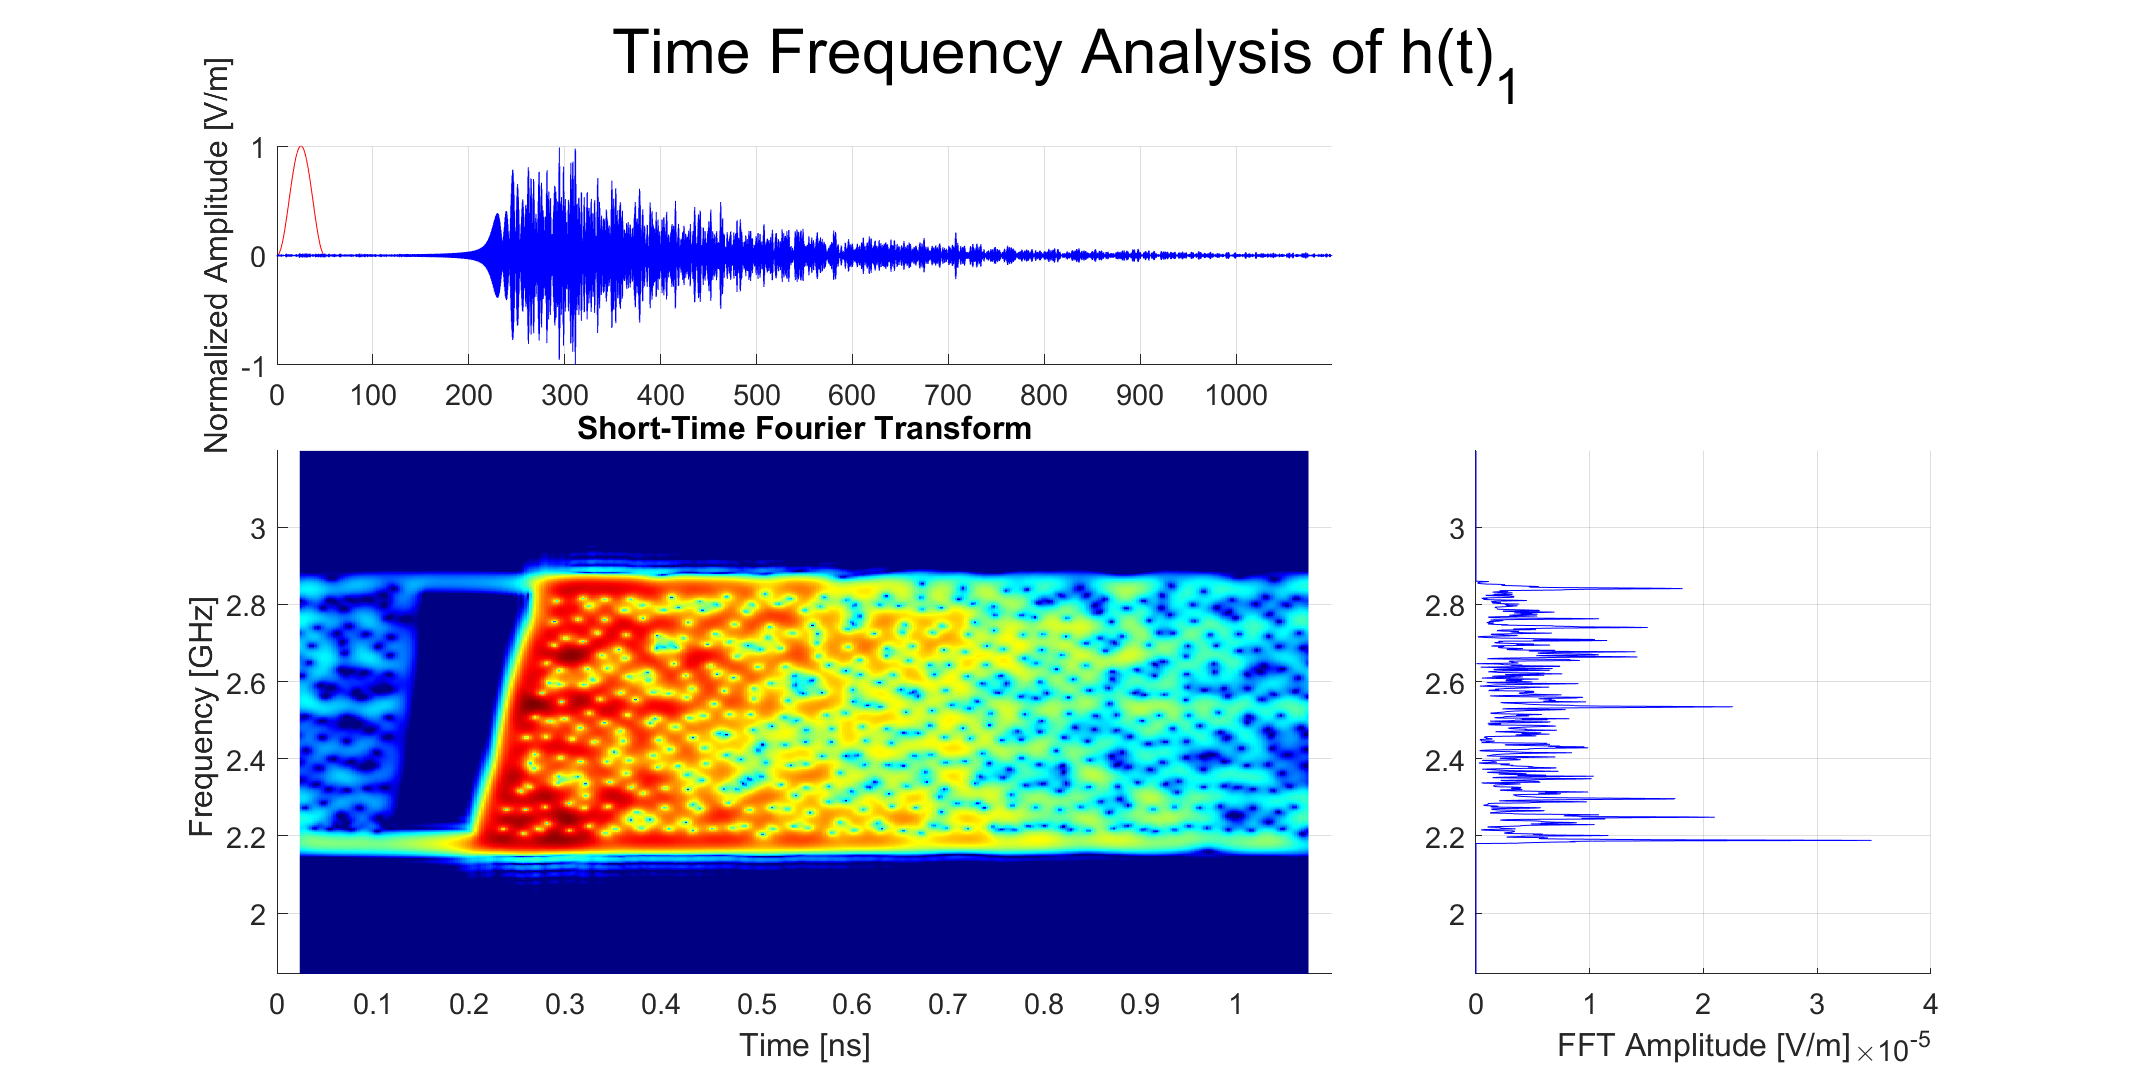 Time Frequency Analysis of h(t)₁
Normalized Amplitude [V/m]
1
0
-1
0 100 200 300 400 500 600 700 800 900 1000
Short-Time Fourier Transform
Frequency [GHz]
3
2.8
2.6
2.4
2.2
2
0 0.1 0.2 0.3 0.4 0.5 0.6 0.7 0.8 0.9 1
Time [ns]
3
2.8
2.6
2.4
2.2
2
0 1 2 3 4
FFT Amplitude [V/m] ×10⁻⁵